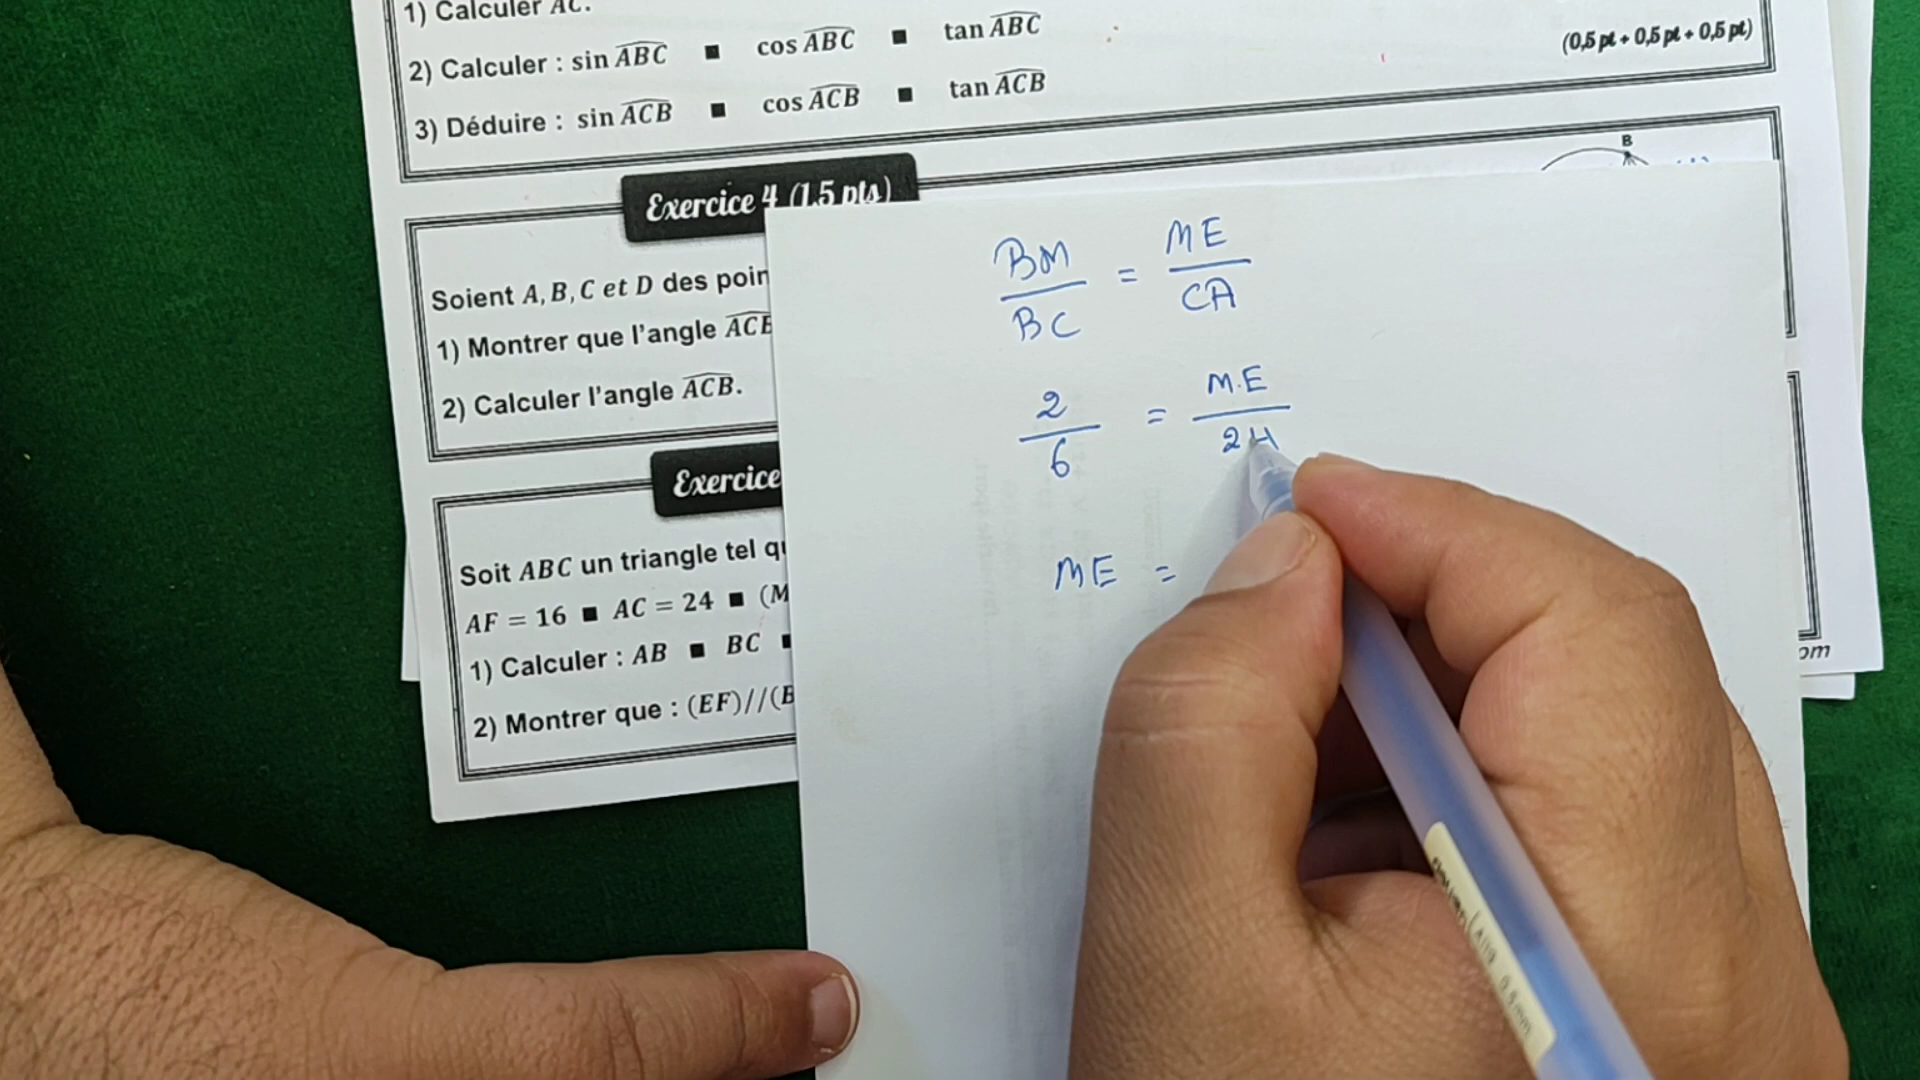 1) Calculer AC.
2) Calculer : sin ABC ▪ cos ABC ▪ tan ABC
(0,5 pt + 0,5 pt + 0,5 pt)
3) Déduire : sin ACB ▪ cos ACB ▪ tan ACB
Exercice 4 (1,5 pts)
B
Soient A, B, C et D des poin
1) Montrer que l'angle ACB
2) Calculer l'angle ACB.
Exercice
Soit ABC un triangle tel qu
AF = 16 ▪ AC = 24 ▪ (M
1) Calculer : AB ▪ BC ▪
2) Montrer que : (EF)//(B
om
BM/BC = ME/CA
2/6 = ME/24
ME =